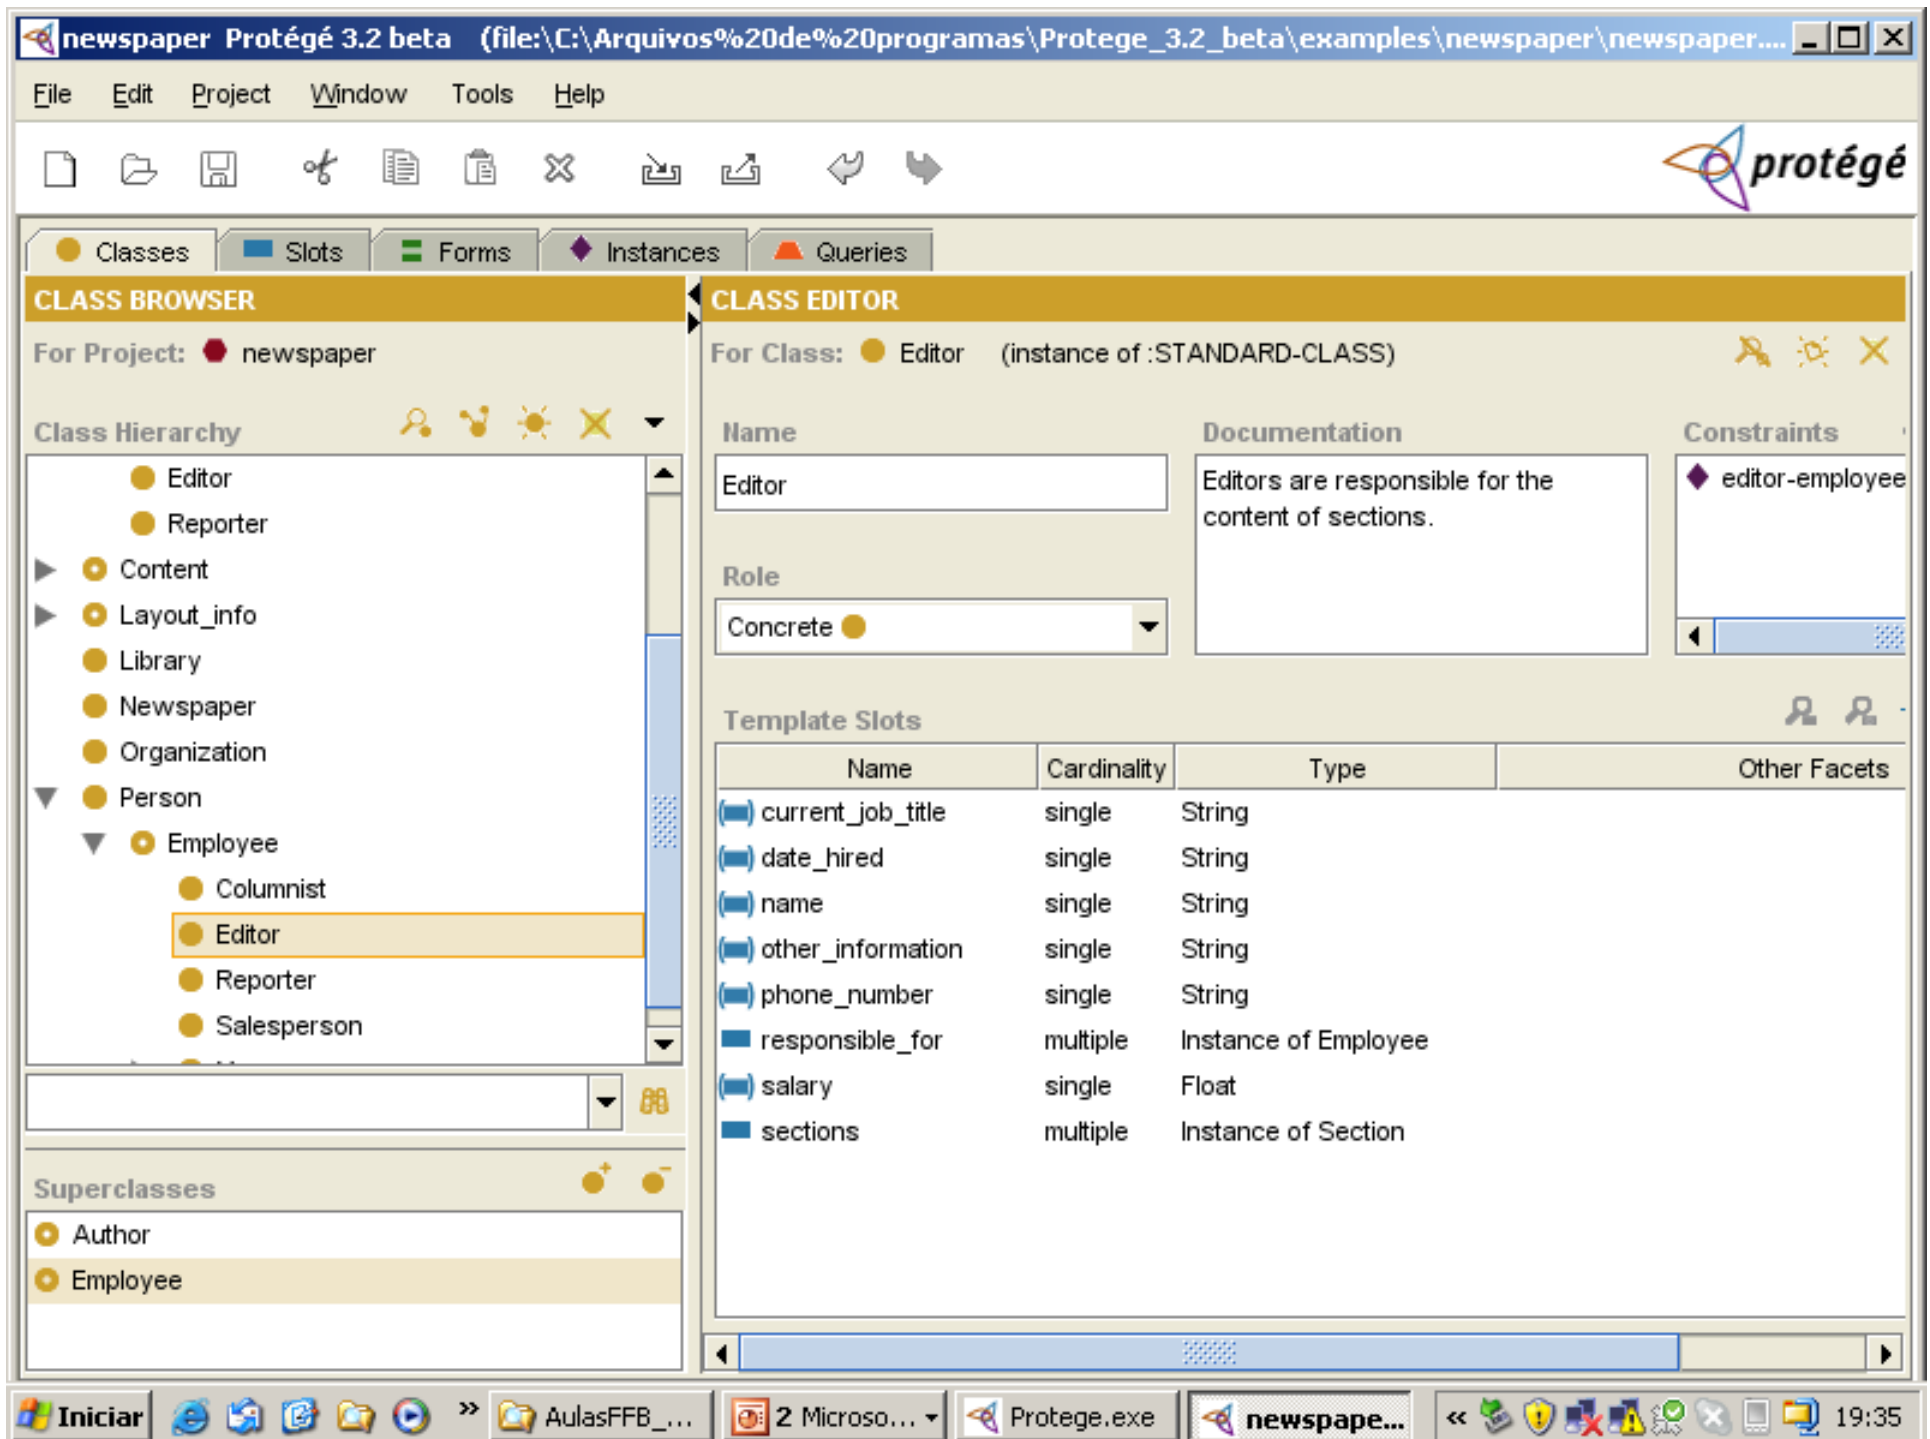 newspaper Protégé 3.2 beta (file:\C:\Arquivos%20de%20programas\Protege_3.2_beta\examples\newspaper\newspaper....
File Edit Project Window Tools Help
protégé
Classes Slots Forms Instances Queries
CLASS BROWSER
For Project: newspaper
Class Hierarchy
Editor
Reporter
Content
Layout_info
Library
Newspaper
Organization
Person
Employee
Columnist
Editor
Reporter
Salesperson
Superclasses
Author
Employee
CLASS EDITOR
For Class: Editor (instance of :STANDARD-CLASS)
Name
Editor
Role
Concrete
Documentation
Editors are responsible for the
content of sections.
Constraints
editor-employee
Template Slots
Name Cardinality Type Other Facets
current_job_title single String
date_hired single String
name single String
other_information single String
phone_number single String
responsible_for multiple Instance of Employee
salary single Float
sections multiple Instance of Section
Iniciar » AulasFFB_... 2 Microso... Protege.exe newspape... « 19:35